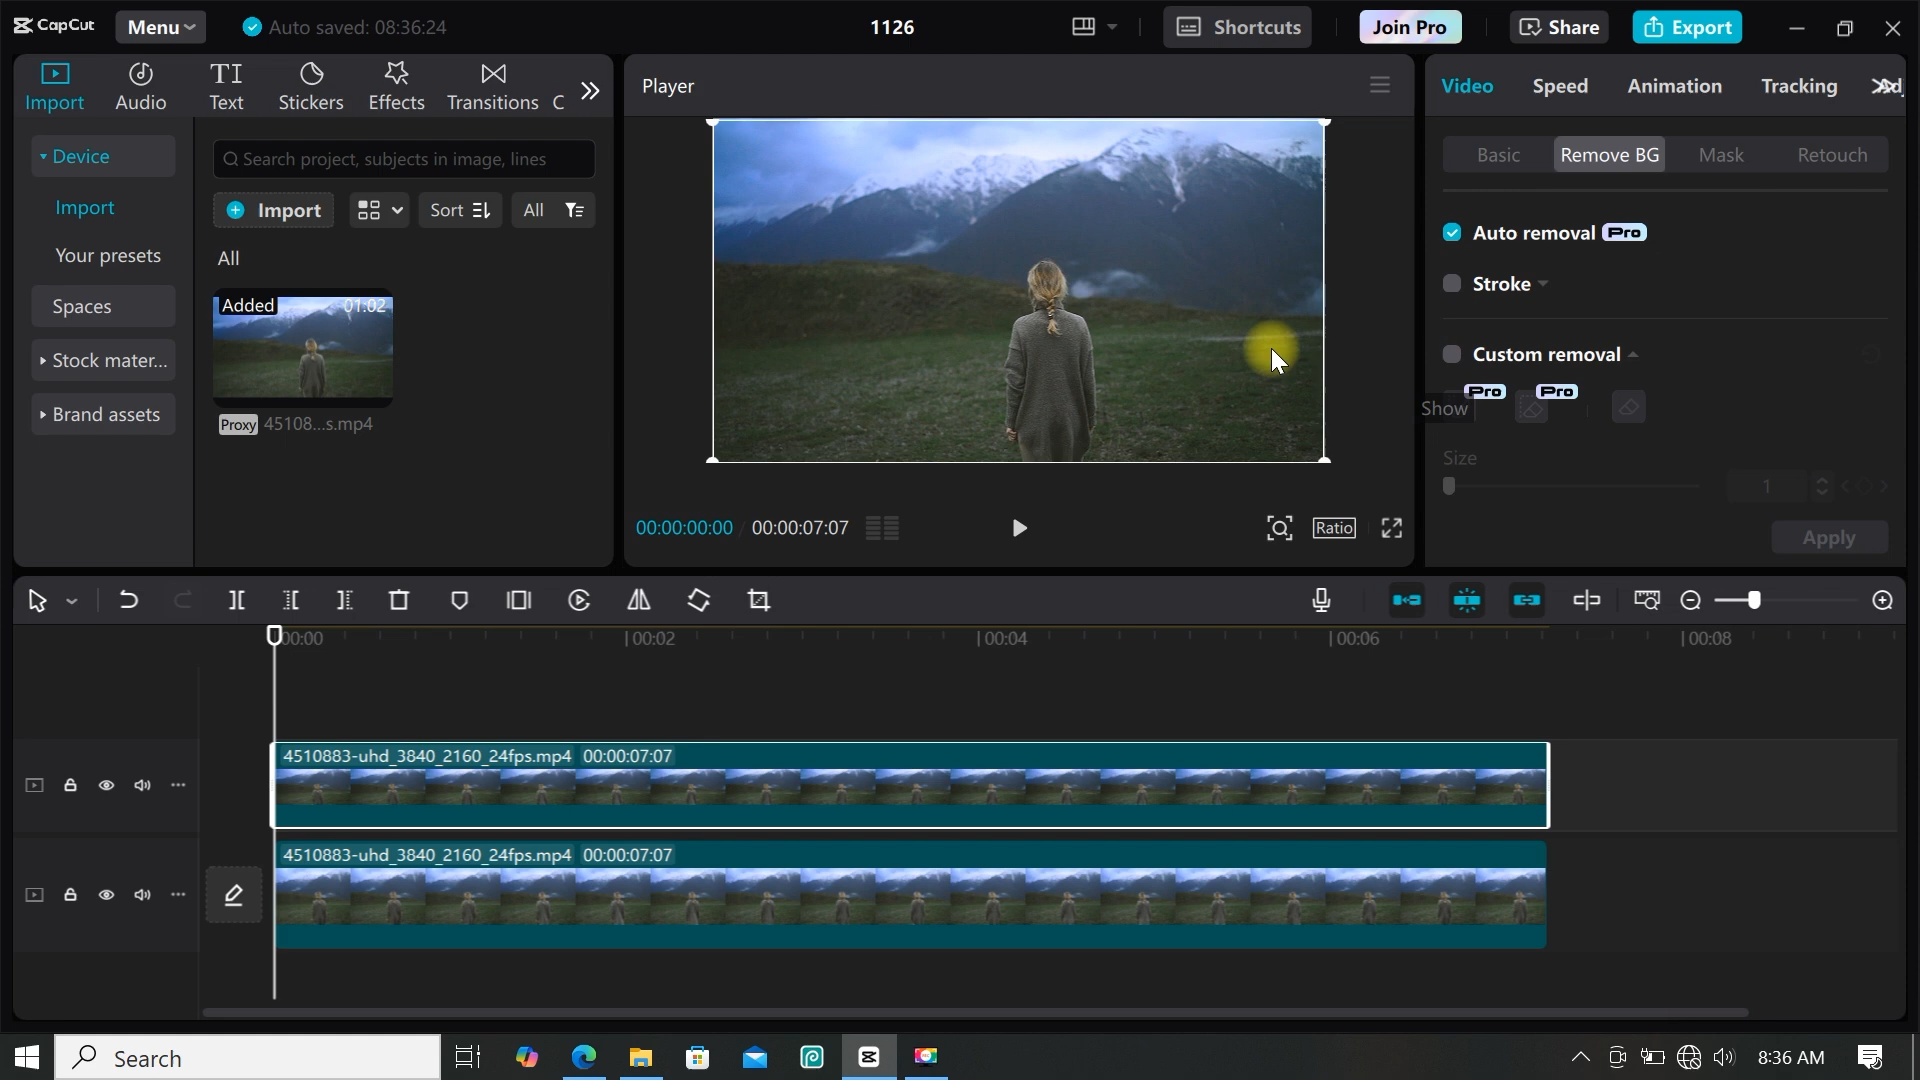 CapCut
Menu
Auto saved: 08:36:24
1126
Shortcuts
Join Pro
Share
Export
Import
Audio
TI
Text
Stickers
Effects
Transitions
C
Device
Import
Your presets
Spaces
Stock mater...
Brand assets
Search project, subjects in image, lines
Import
Sort
All
All
Added
01:02
Proxy 45108...s.mp4
Player
00:00:00:00
00:00:07:07
Ratio
Video
Speed
Animation
Tracking
Adj
Basic
Remove BG
Mask
Retouch
Auto removal Pro
Stroke
Custom removal
Pro
Pro
Show
Size
1
Apply
00:00
00:02
00:04
00:06
00:08
4510883-uhd_3840_2160_24fps.mp4 00:00:07:07
4510883-uhd_3840_2160_24fps.mp4 00:00:07:07
Search
8:36 AM